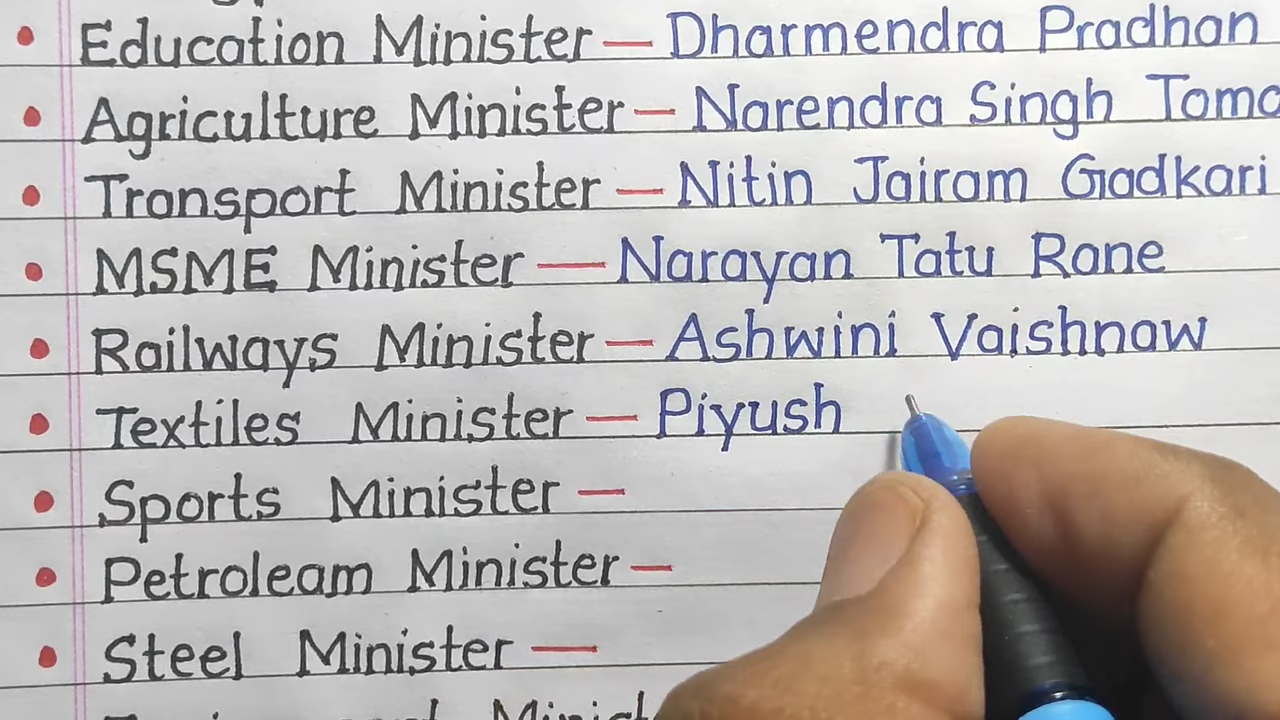 Education Minister — Dharmendra Pradhan
Agriculture Minister — Narendra Singh
Transport Minister — Nitin Jairam Gadkari
MSME Minister — Narayan Tatu Rane
Railways Minister — Ashwini Vaishnaw
Textiles Minister — Piyush
Sports Minister —
Petroleam Minister —
Steel Minister —